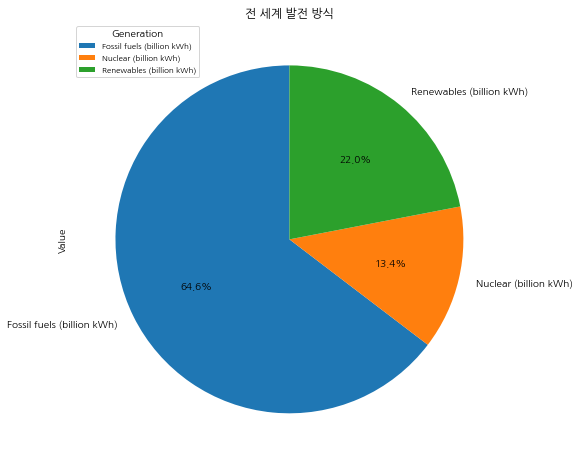 전 세계 발전 방식
Generation
Fossil fuels (billion kWh)
Nuclear (billion kWh)
Renewables (billion kWh)
Renewables (billion kWh)
22.0%
Value
13.4%
Nuclear (billion kWh)
64.6%
Fossil fuels (billion kWh)